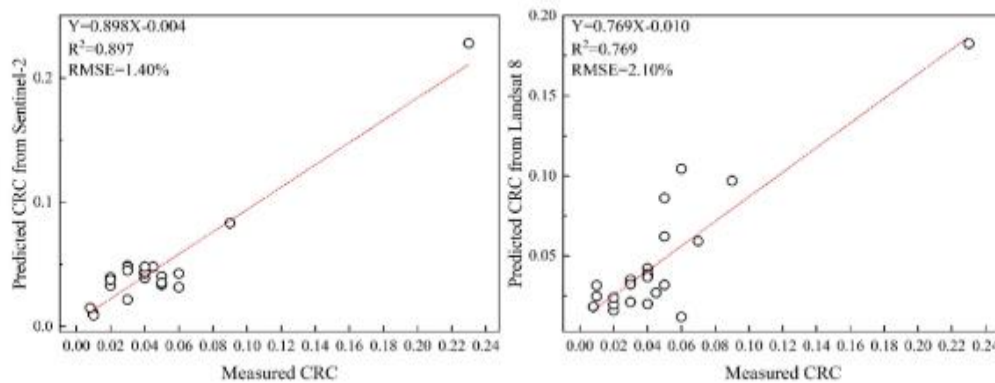 Y=0.898X-0.004
R²=0.897
RMSE=1.40%
0.2
0.1
0.0
Predicted CRC from Sentinel-2
0.00 0.02 0.04 0.06 0.08 0.10 0.12 0.14 0.16 0.18 0.20 0.22 0.24
Measured CRC
Y=0.769X-0.010
R²=0.769
RMSE=2.10%
0.20
0.15
0.10
0.05
Predicted CRC from Landsat 8
0.00 0.02 0.04 0.06 0.08 0.10 0.12 0.14 0.16 0.18 0.20 0.22 0.24
Measured CRC